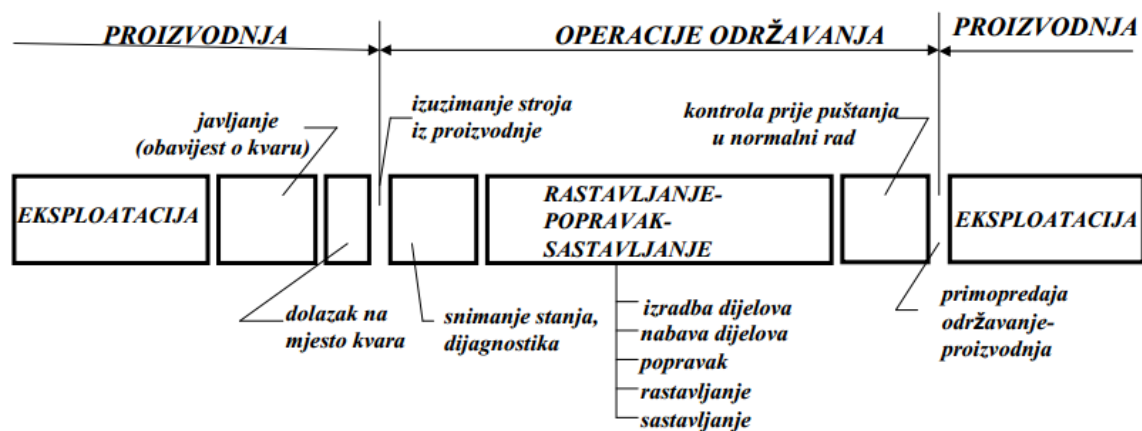 PROIZVODNJA
OPERACIJE ODRŽAVANJA
PROIZVODNJA
javljanje
(obavijest o kvaru)
izuzimanje stroja
iz proizvodnje
kontrola prije puštanja
u normalni rad
EKSPLOATACIJA
RASTAVLJANJE-
POPRAVAK-
SASTAVLJANJE
EKSPLOATACIJA
dolazak na
mjesto kvara
snimanje stanja,
dijagnostika
izradba dijelova
nabava dijelova
popravak
rastavljanje
sastavljanje
primopredaja
održavanje-
proizvodnja